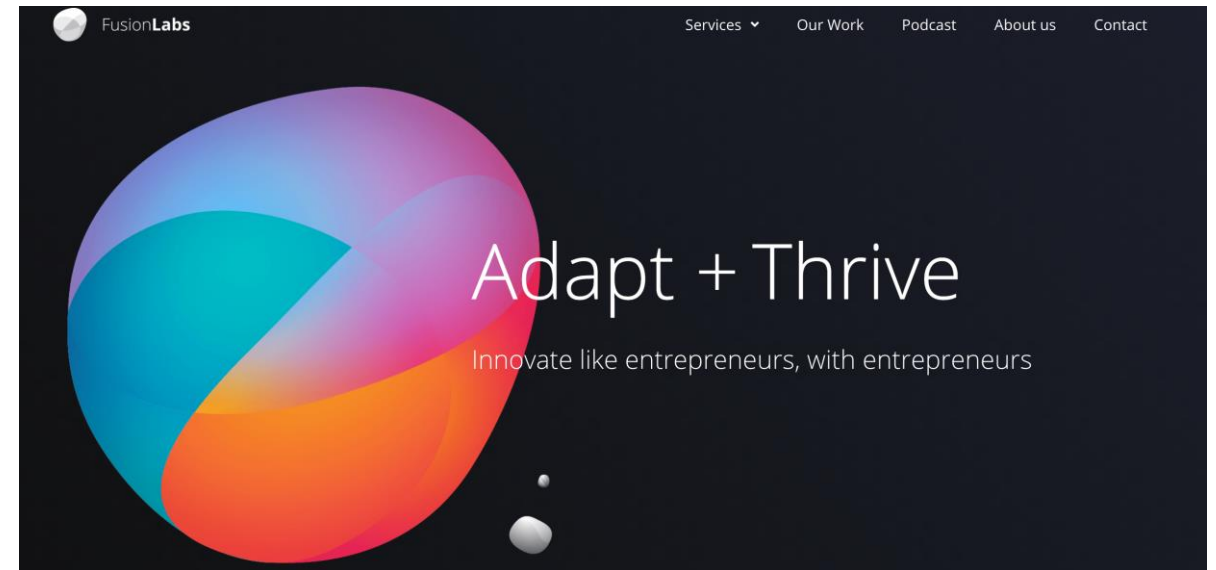 FusionLabs
Services Our Work Podcast About us Contact
Adapt + Thrive
Innovate like entrepreneurs, with entrepreneurs